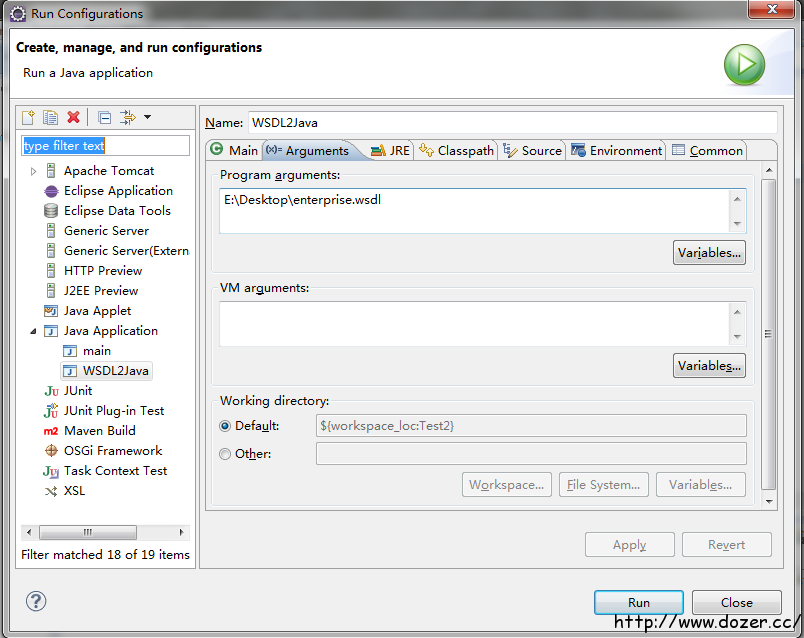 Run Configurations
Create, manage, and run configurations
Run a Java application
type filter text
Apache Tomcat
Eclipse Application
Eclipse Data Tools
Generic Server
Generic Server(Extern
HTTP Preview
J2EE Preview
Java Applet
Java Application
main
WSDL2Java
JUnit
JUnit Plug-in Test
Maven Build
OSGi Framework
Task Context Test
XSL
Filter matched 18 of 19 items
Name: WSDL2Java
Main (x)= Arguments JRE Classpath Source Environment Common
Program arguments:
E:\Desktop\enterprise.wsdl
Variables...
VM arguments:
Variables...
Working directory:
Default: ${workspace_loc:Test2}
Other:
Workspace... File System... Variables...
Apply Revert
Run Close
http://www.dozer.cc/